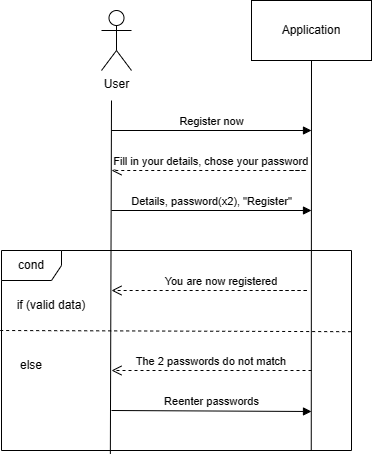 Application
User
Register now
Fill in your details, chose your password
Details, password(x2), "Register"
cond
You are now registered
if (valid data)
else
The 2 passwords do not match
Reenter passwords